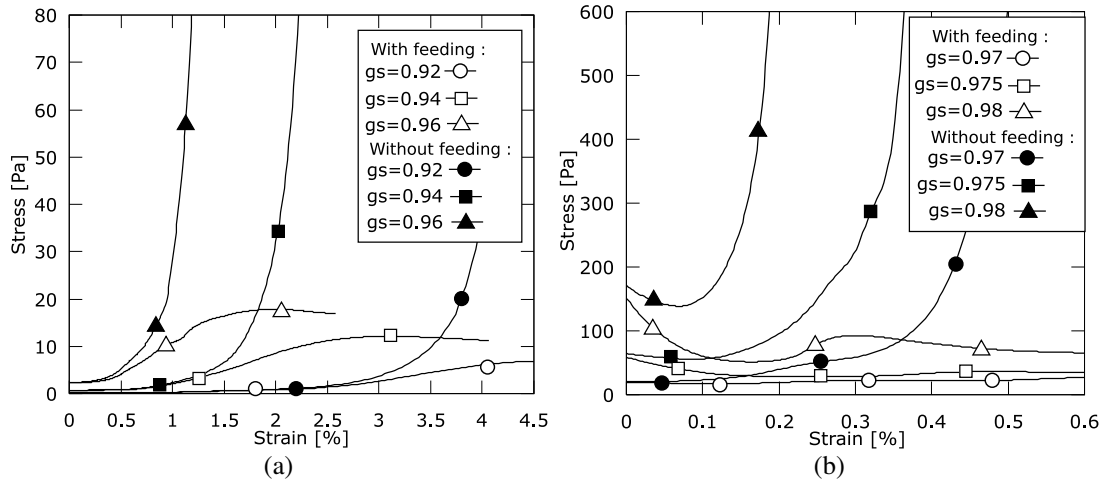 80
70
60
50
40
30
20
10
0
Stress [Pa]
0
0.5
1
1.5
2
2.5
3
3.5
4
4.5
Strain [%]
With feeding :
gs=0.92
gs=0.94
gs=0.96
Without feeding :
gs=0.92
gs=0.94
gs=0.96
(a)
600
500
400
300
200
100
0
Stress [Pa]
0
0.1
0.2
0.3
0.4
0.5
0.6
Strain [%]
With feeding :
gs=0.97
gs=0.975
gs=0.98
Without feeding :
gs=0.97
gs=0.975
gs=0.98
(b)